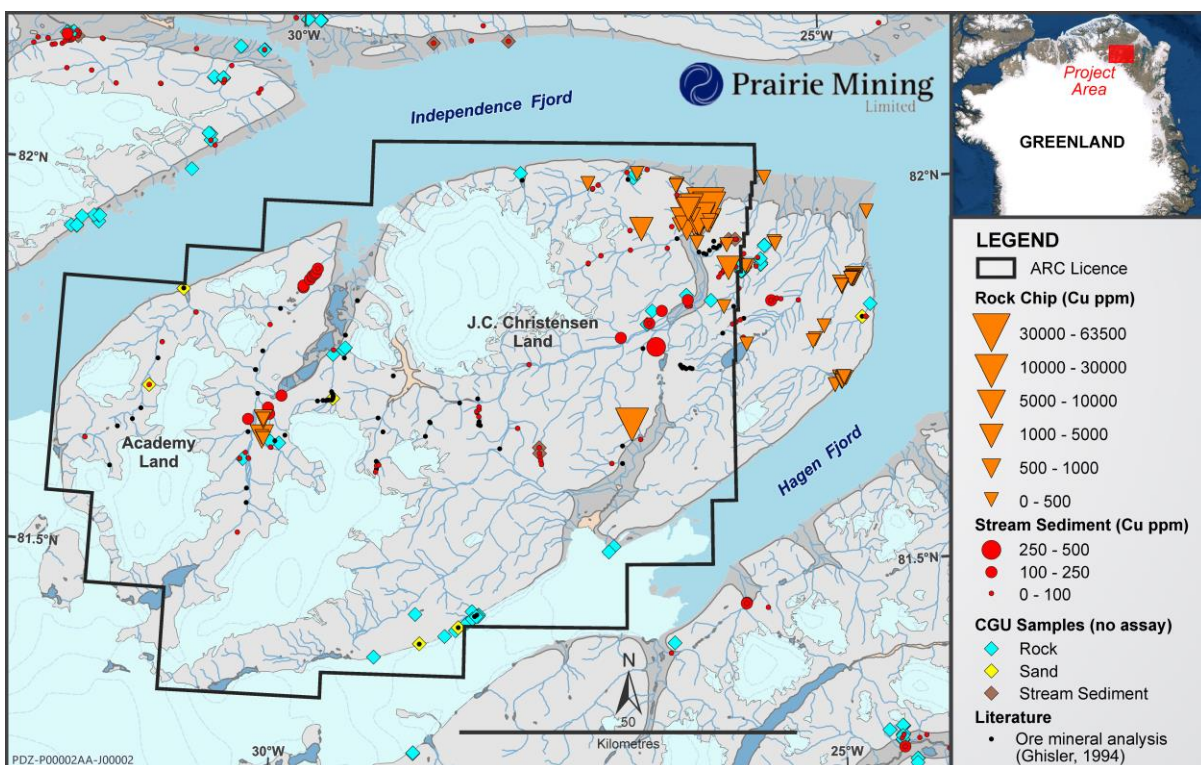 30°W
25°W
Prairie Mining
Limited
Independence Fjord
82°N
82°N
J.C. Christensen
Land
Academy
Land
Hagen Fjord
81.5°N
81.5°N
N
50
Kilometres
30°W
25°W
PDZ-P00002AA-J00002
Project
Area
GREENLAND
LEGEND
ARC Licence
Rock Chip (Cu ppm)
30000 - 63500
10000 - 30000
5000 - 10000
1000 - 5000
500 - 1000
0 - 500
Stream Sediment (Cu ppm)
250 - 500
100 - 250
0 - 100
CGU Samples (no assay)
Rock
Sand
Stream Sediment
Literature
Ore mineral analysis
(Ghisler, 1994)